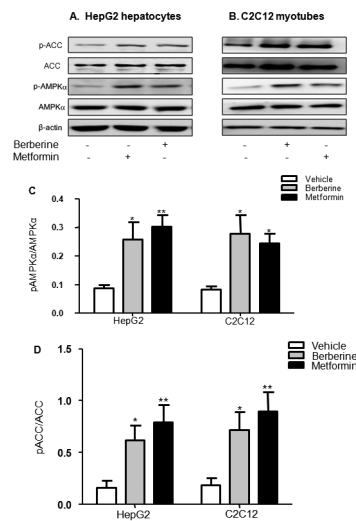 A. HepG2 hepatocytes
B. C2C12 myotubes
p-ACC
ACC
p-AMPKα
AMPKα
β-actin
Berberine - - + - + -
Metformin - + - - - +
C
Vehicle
Berberine
Metformin
pAMPKα/AMPKα
0.4
0.3
0.2
0.1
0.0
* ** * *
HepG2 C2C12
D
Vehicle
Berberine
Metformin
pACC/ACC
1.5
1.0
0.5
0.0
* ** * **
HepG2 C2C12